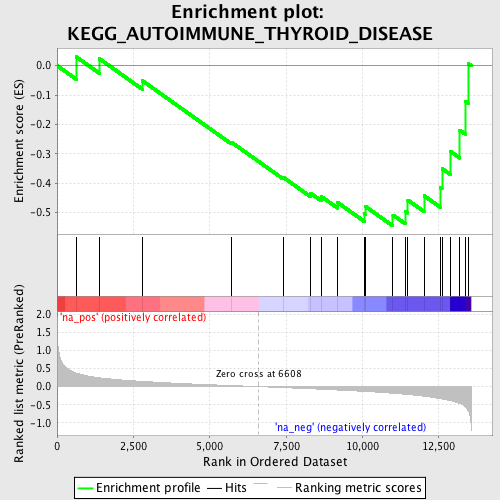 Enrichment plot:
KEGG_AUTOIMMUNE_THYROID_DISEASE
Enrichment score (ES)
0.0
-0.1
-0.2
-0.3
-0.4
-0.5
'na_pos' (positively correlated)
Ranked list metric (PreRanked)
2.0
1.5
1.0
0.5
0.0
-0.5
-1.0
Zero cross at 6608
'na_neg' (negatively correlated)
0 2,500 5,000 7,500 10,000 12,500
Rank in Ordered Dataset
Enrichment profile Hits Ranking metric scores